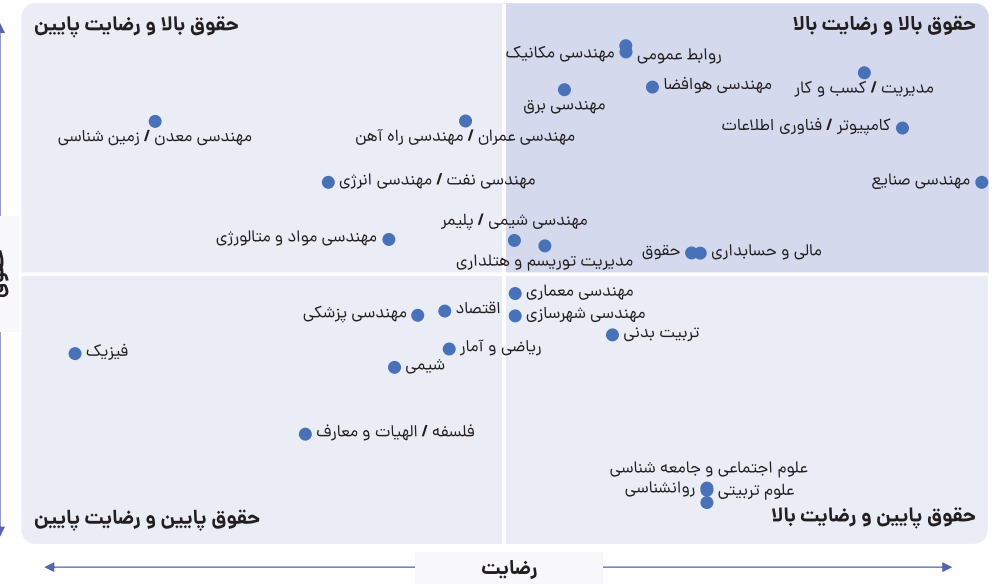 حقوق بالا و رضایت بالا
حقوق بالا و رضایت پایین
روابط عمومی
مهندسی مکانیک
مهندسی هوافضا
مدیریت / کسب و کار
مهندسی برق
کامپیوتر / فناوری اطلاعات
مهندسی عمران / مهندسی راه آهن
مهندسی معدن / زمین شناسی
مهندسی صنایع
مهندسی نفت / مهندسی انرژی
مهندسی شیمی / پلیمر
مهندسی مواد و متالورژی
مالی و حسابداری
حقوق
مدیریت توریسم و هتلداری
مهندسی معماری
مهندسی شهرسازی
اقتصاد
مهندسی پزشکی
تربیت بدنی
ریاضی و آمار
فیزیک
شیمی
فلسفه / الهیات و معارف
علوم اجتماعی و جامعه شناسی
علوم تربیتی
روانشناسی
حقوق پایین و رضایت بالا
حقوق پایین و رضایت پایین
رضایت